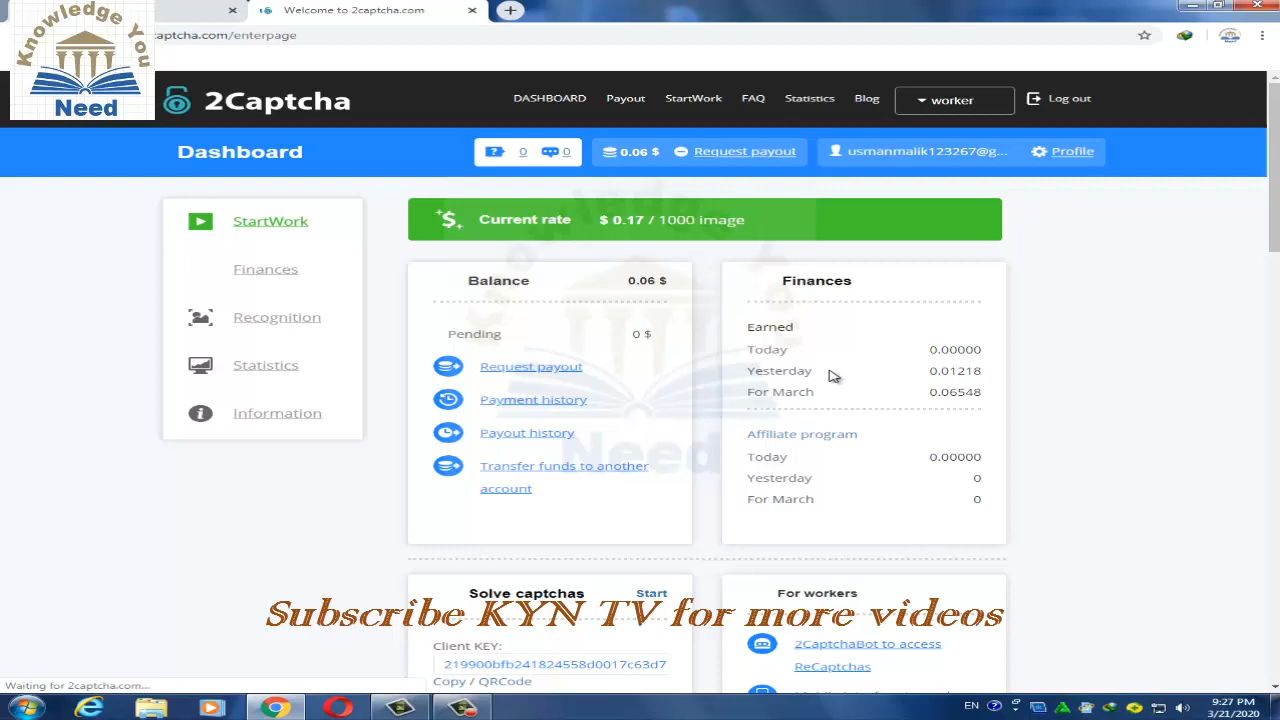 Welcome to 2captcha.com
Knowledge You
Need
aptcha.com/enterpage
2Captcha
DASHBOARD Payout StartWork FAQ Statistics Blog worker Log out
Dashboard 0 0 0.06 $ Request payout usmanmalik123267@g... Profile
StartWork
Finances
Recognition
Statistics
Information
Current rate $ 0.17 / 1000 image
Balance 0.06 $
Pending 0 $
Request payout
Payment history
Payout history
Transfer funds to another
account
Finances
Earned
Today 0.00000
Yesterday 0.01218
For March 0.06548
Affiliate program
Today 0.00000
Yesterday 0
For March 0
Knowledge You
Need
Solve captchas Start
Client KEY:
219900bfb241824558d0017c63d7
Copy / QRCode
For workers
2CaptchaBot to access
ReCaptchas
Subscribe KYN TV for more videos
Waiting for 2captcha.com...
EN
9:27 PM
3/21/2020